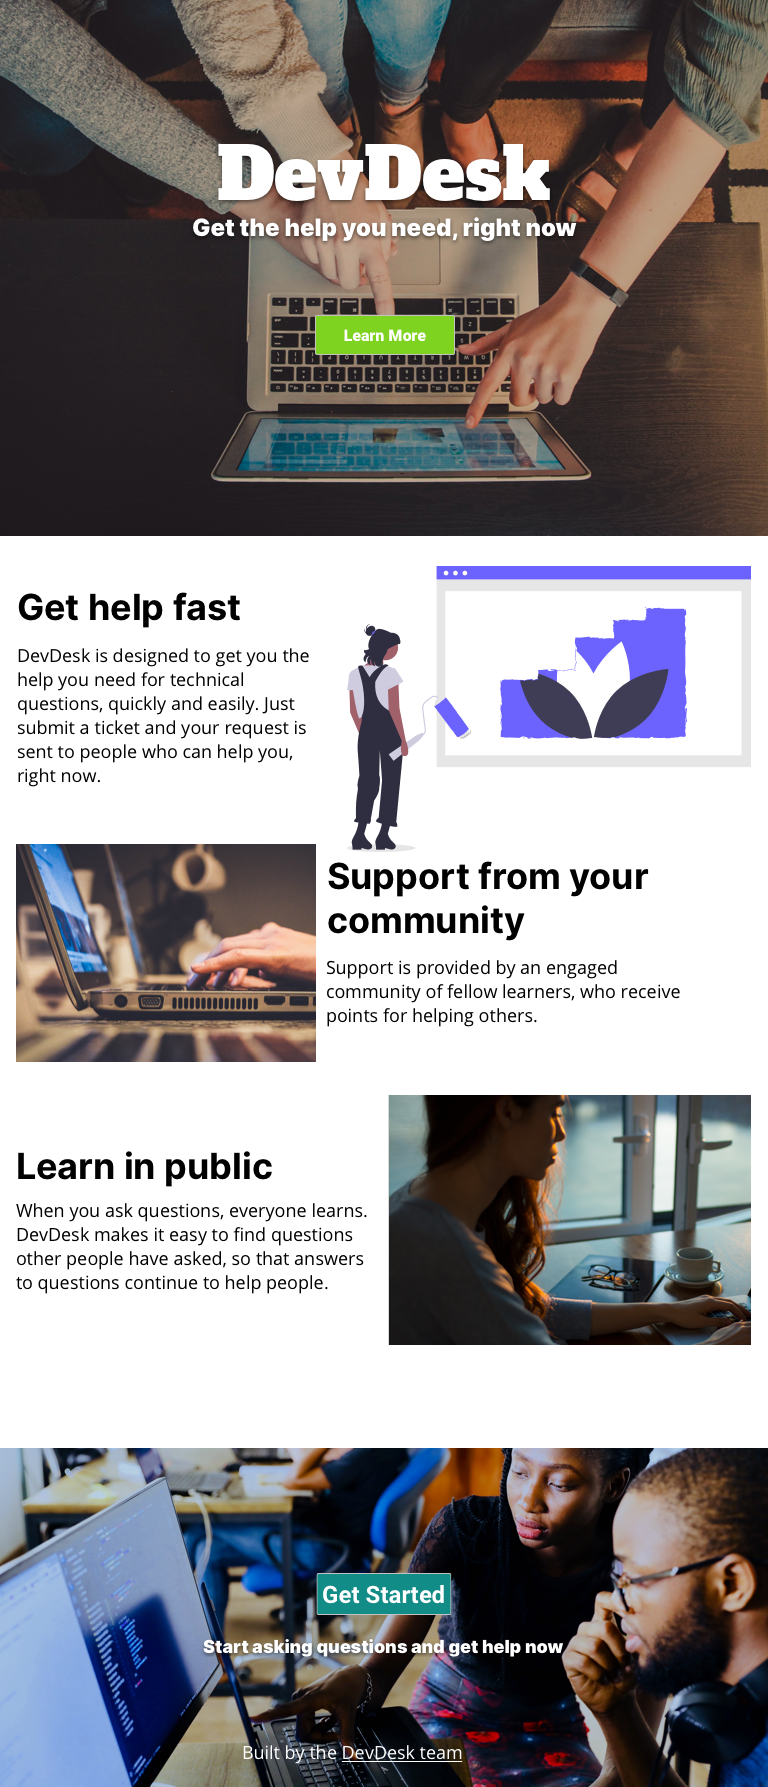 DevDesk
Get the help you need, right now
Learn More
Get help fast
DevDesk is designed to get you the
help you need for technical
questions, quickly and easily. Just
submit a ticket and your request is
sent to people who can help you,
right now.
Support from your
community
Support is provided by an engaged
community of fellow learners, who receive
points for helping others.
Learn in public
When you ask questions, everyone learns.
DevDesk makes it easy to find questions
other people have asked, so that answers
to questions continue to help people.
Get Started
Start asking questions and get help now
Built by the DevDesk team